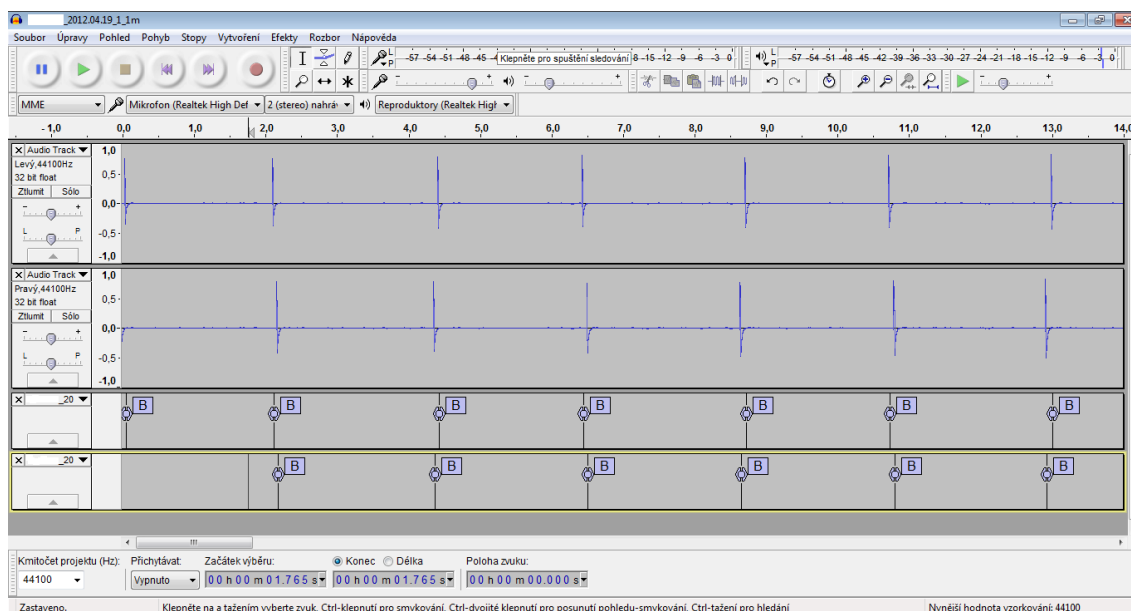 _2012.04.19_1_1m
Soubor Úpravy Pohled Pohyb Stopy Vytvoření Efekty Rozbor Nápověda
L P -57 -54 -51 -48 -45 Klepněte pro spuštění sledování 8 -15 -12 -9 -6 -3 0 L P -57 -54 -51 -48 -45 -42 -39 -36 -33 -30 -27 -24 -21 -18 -15 -12 -9 -6 -3 0
MME Mikrofon (Realtek High Def 2 (stereo) nahráv Reproduktory (Realtek High
- 1,0 0,0 1,0 2,0 3,0 4,0 5,0 6,0 7,0 8,0 9,0 10,0 11,0 12,0 13,0 14,0
X Audio Track 1,0
Levý,44100Hz
32 bit float 0,5
Ztlumit Sólo
- + 0,0
L P -0,5
-1,0
X Audio Track 1,0
Pravý,44100Hz
32 bit float 0,5
Ztlumit Sólo
- + 0,0
L P -0,5
-1,0
X _20 B B B B B B B
X _20 B B B B B B
Kmitočet projektu (Hz): Přichytávat: Začátek výběru: Konec Délka Poloha zvuku:
44100 Vypnuto 00 h 00 m 01.765 s 00 h 00 m 01.765 s 00 h 00 m 00.000 s
Zastaveno. Klepněte na a tažením vyberte zvuk, Ctrl-klepnutí pro smykování, Ctrl-dvojité klepnutí pro posunutí pohledu-smykování, Ctrl-tažení pro hledání Nynější hodnota vzorkování: 44100